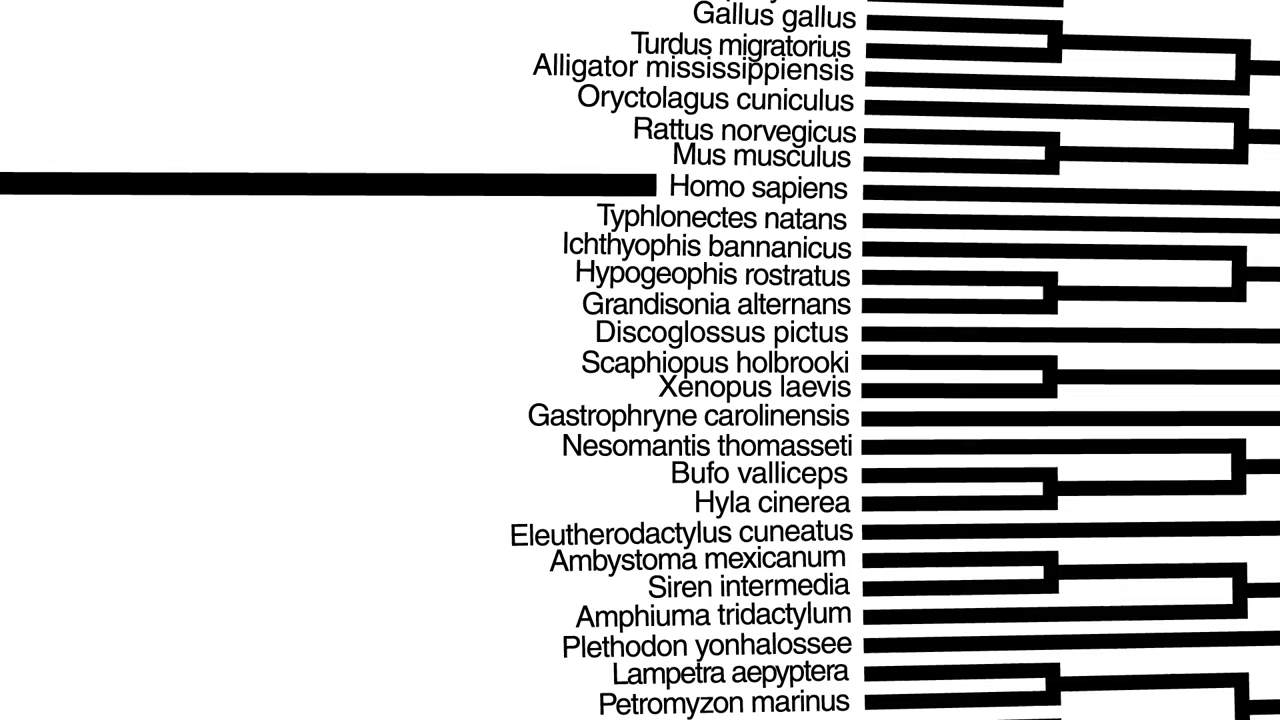 Gallus gallus
Turdus migratorius
Alligator mississippiensis
Oryctolagus cuniculus
Rattus norvegicus
Mus musculus
Homo sapiens
Typhlonectes natans
Ichthyophis bannanicus
Hypogeophis rostratus
Grandisonia alternans
Discoglossus pictus
Scaphiopus holbrooki
Xenopus laevis
Gastrophryne carolinensis
Nesomantis thomasseti
Bufo valliceps
Hyla cinerea
Eleutherodactylus cuneatus
Ambystoma mexicanum
Siren intermedia
Amphiuma tridactylum
Plethodon yonhalossee
Lampetra aepyptera
Petromyzon marinus